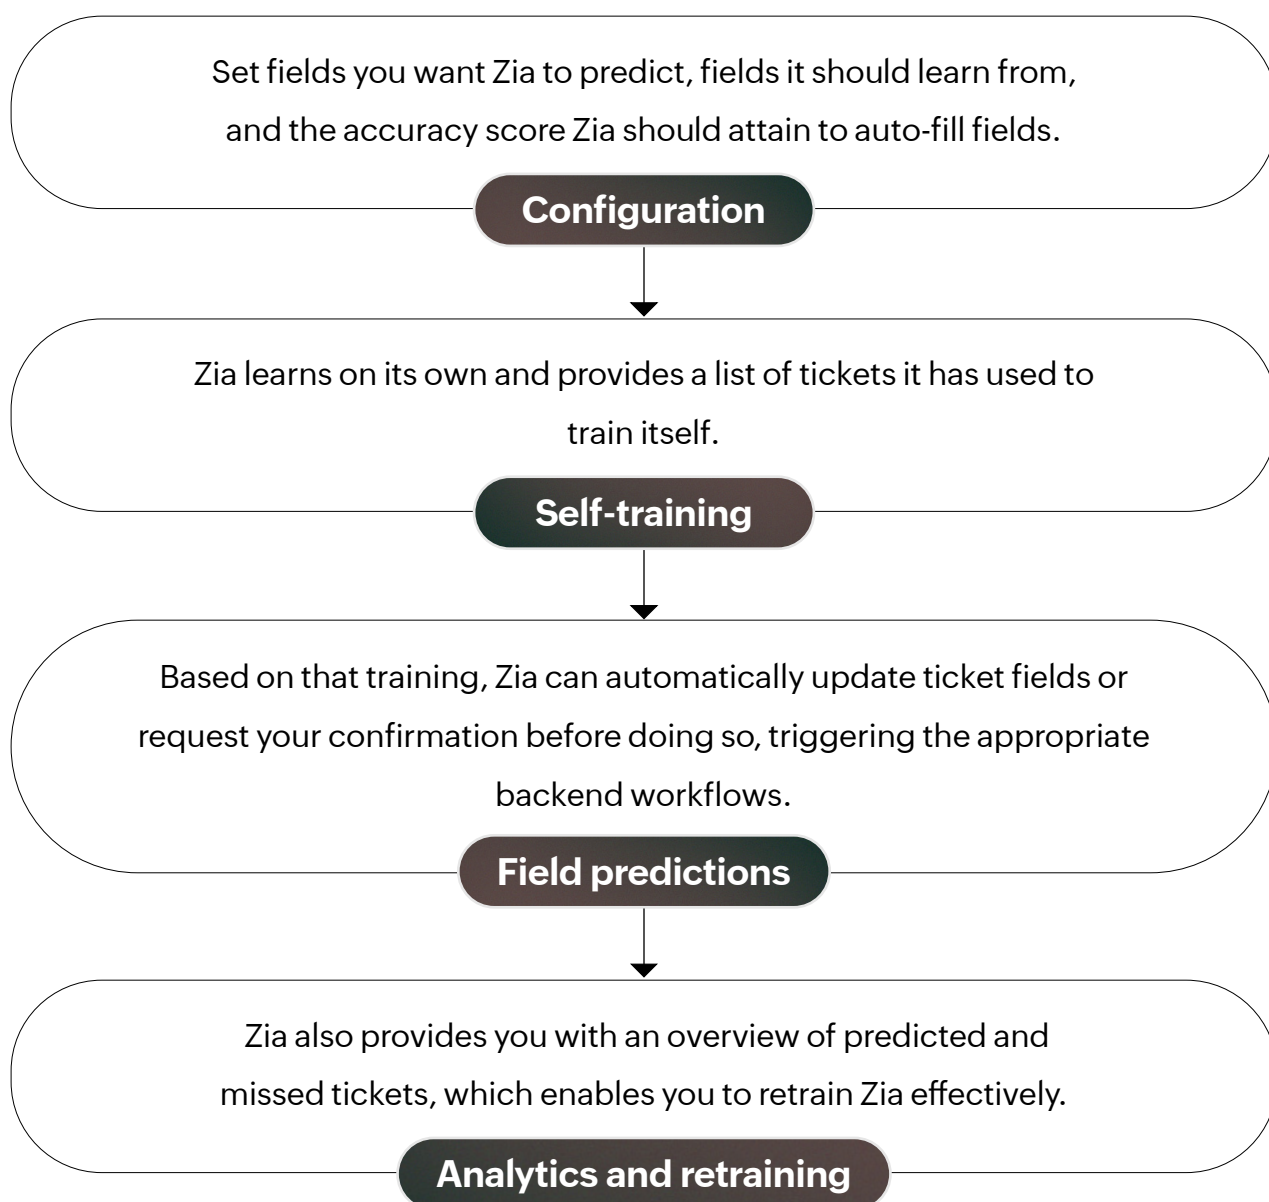 Set fields you want Zia to predict, fields it should learn from,
and the accuracy score Zia should attain to auto-fill fields.
Configuration
Zia learns on its own and provides a list of tickets it has used to
train itself.
Self-training
Based on that training, Zia can automatically update ticket fields or
request your confirmation before doing so, triggering the appropriate
backend workflows.
Field predictions
Zia also provides you with an overview of predicted and
missed tickets, which enables you to retrain Zia effectively.
Analytics and retraining